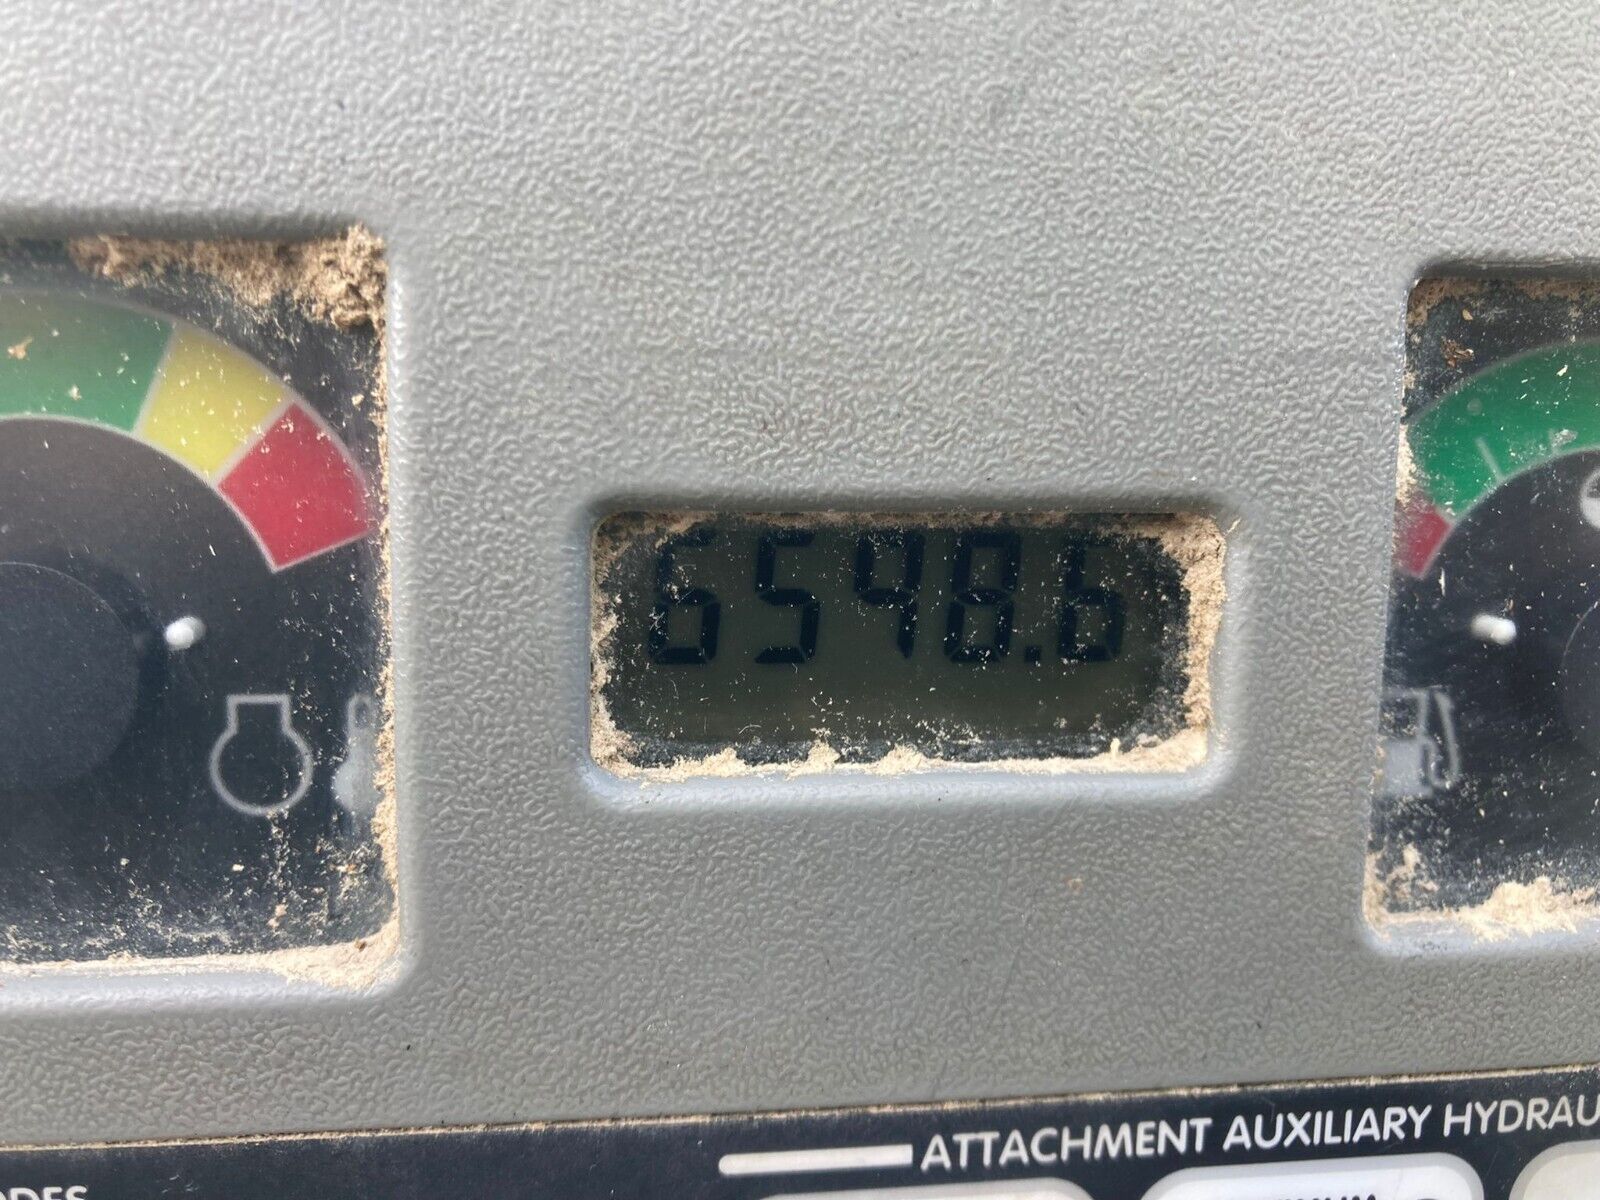 6548.6
ATTACHMENT AUXILIARY HYDRAU